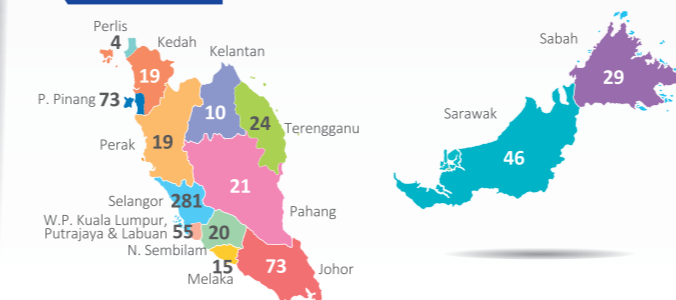 Perlis
4
Kedah
19
Kelantan
P. Pinang 73
10
24
Terengganu
Perak
19
21
Pahang
Selangor 281
W.P. Kuala Lumpur,
Putrajaya & Labuan 55
20
N. Sembilam
15
Melaka
73
Johor
Sabah
29
Sarawak
46